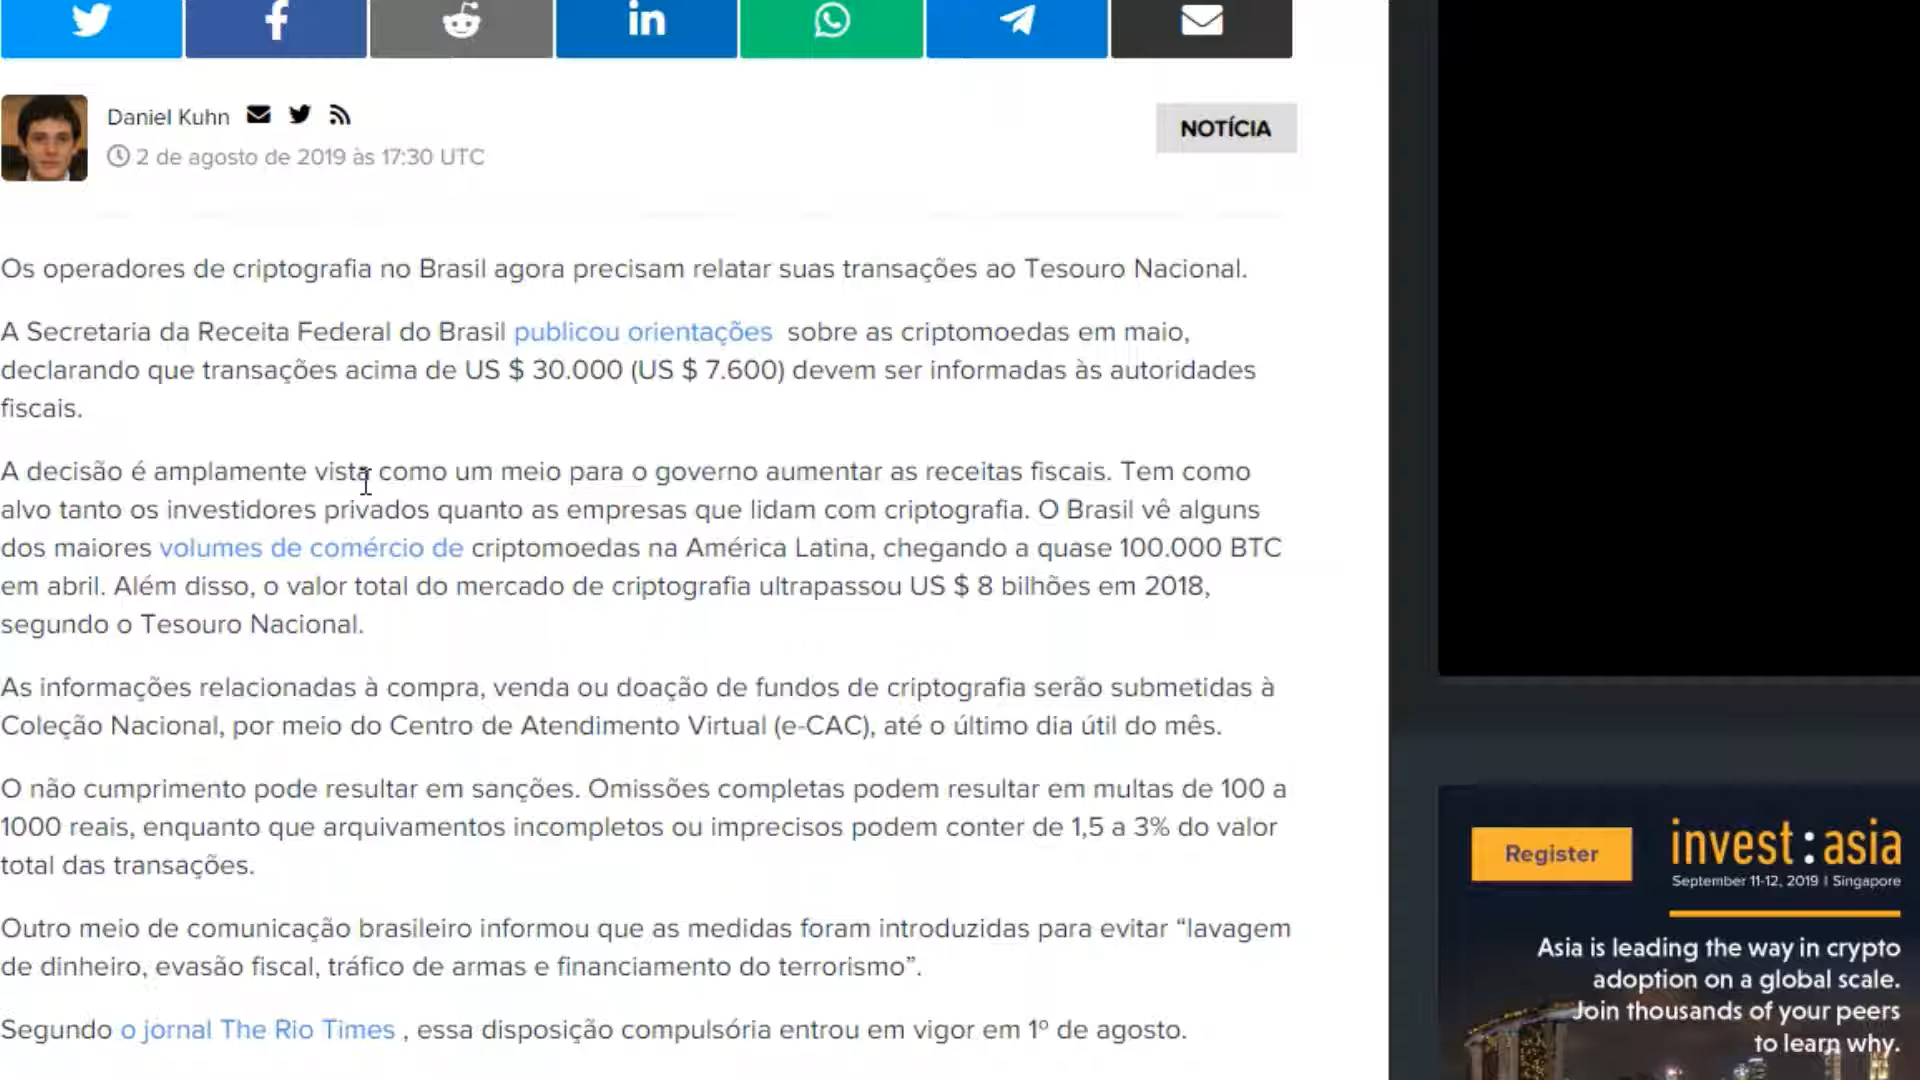 Daniel Kuhn
2 de agosto de 2019 às 17:30 UTC
NOTÍCIA
Os operadores de criptografia no Brasil agora precisam relatar suas transações ao Tesouro Nacional.
A Secretaria da Receita Federal do Brasil publicou orientações sobre as criptomoedas em maio,
declarando que transações acima de US $ 30.000 (US $ 7.600) devem ser informadas às autoridades
fiscais.
A decisão é amplamente vista como um meio para o governo aumentar as receitas fiscais. Tem como
alvo tanto os investidores privados quanto as empresas que lidam com criptografia. O Brasil vê alguns
dos maiores volumes de comércio de criptomoedas na América Latina, chegando a quase 100.000 BTC
em abril. Além disso, o valor total do mercado de criptografia ultrapassou US $ 8 bilhões em 2018,
segundo o Tesouro Nacional.
As informações relacionadas à compra, venda ou doação de fundos de criptografia serão submetidas à
Coleção Nacional, por meio do Centro de Atendimento Virtual (e-CAC), até o último dia útil do mês.
O não cumprimento pode resultar em sanções. Omissões completas podem resultar em multas de 100 a
1000 reais, enquanto que arquivamentos incompletos ou imprecisos podem conter de 1,5 a 3% do valor
total das transações.
Outro meio de comunicação brasileiro informou que as medidas foram introduzidas para evitar “lavagem
de dinheiro, evasão fiscal, tráfico de armas e financiamento do terrorismo”.
Segundo o jornal The Rio Times , essa disposição compulsória entrou em vigor em 1º de agosto.
Register
invest:asia
September 11-12, 2019 | Singapore
Asia is leading the way in crypto
adoption on a global scale.
Join thousands of your peers
to learn why.